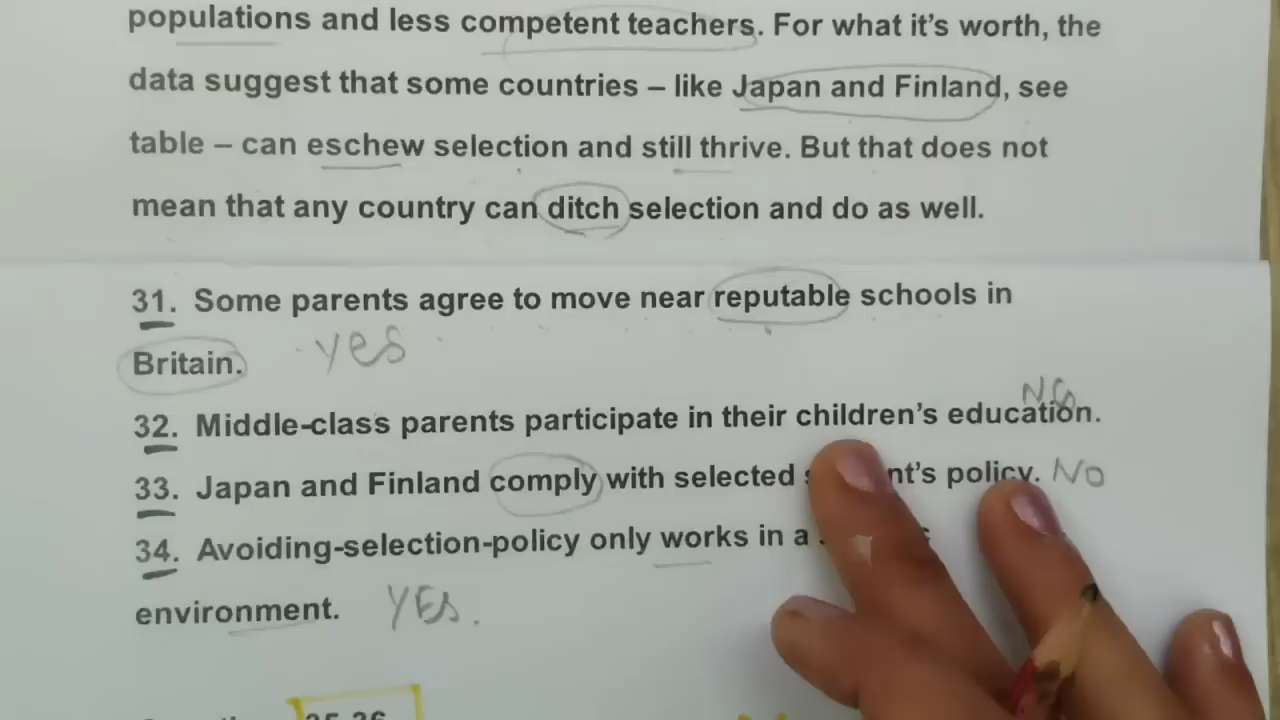 populations and less competent teachers. For what it's worth, the
data suggest that some countries – like Japan and Finland, see
table – can eschew selection and still thrive. But that does not
mean that any country can ditch selection and do as well.
31. Some parents agree to move near reputable schools in
Britain. yes
NO
32. Middle-class parents participate in their children's education.
33. Japan and Finland comply with selected policy. NO
34. Avoiding-selection-policy only works in a
environment. YES.
35-36